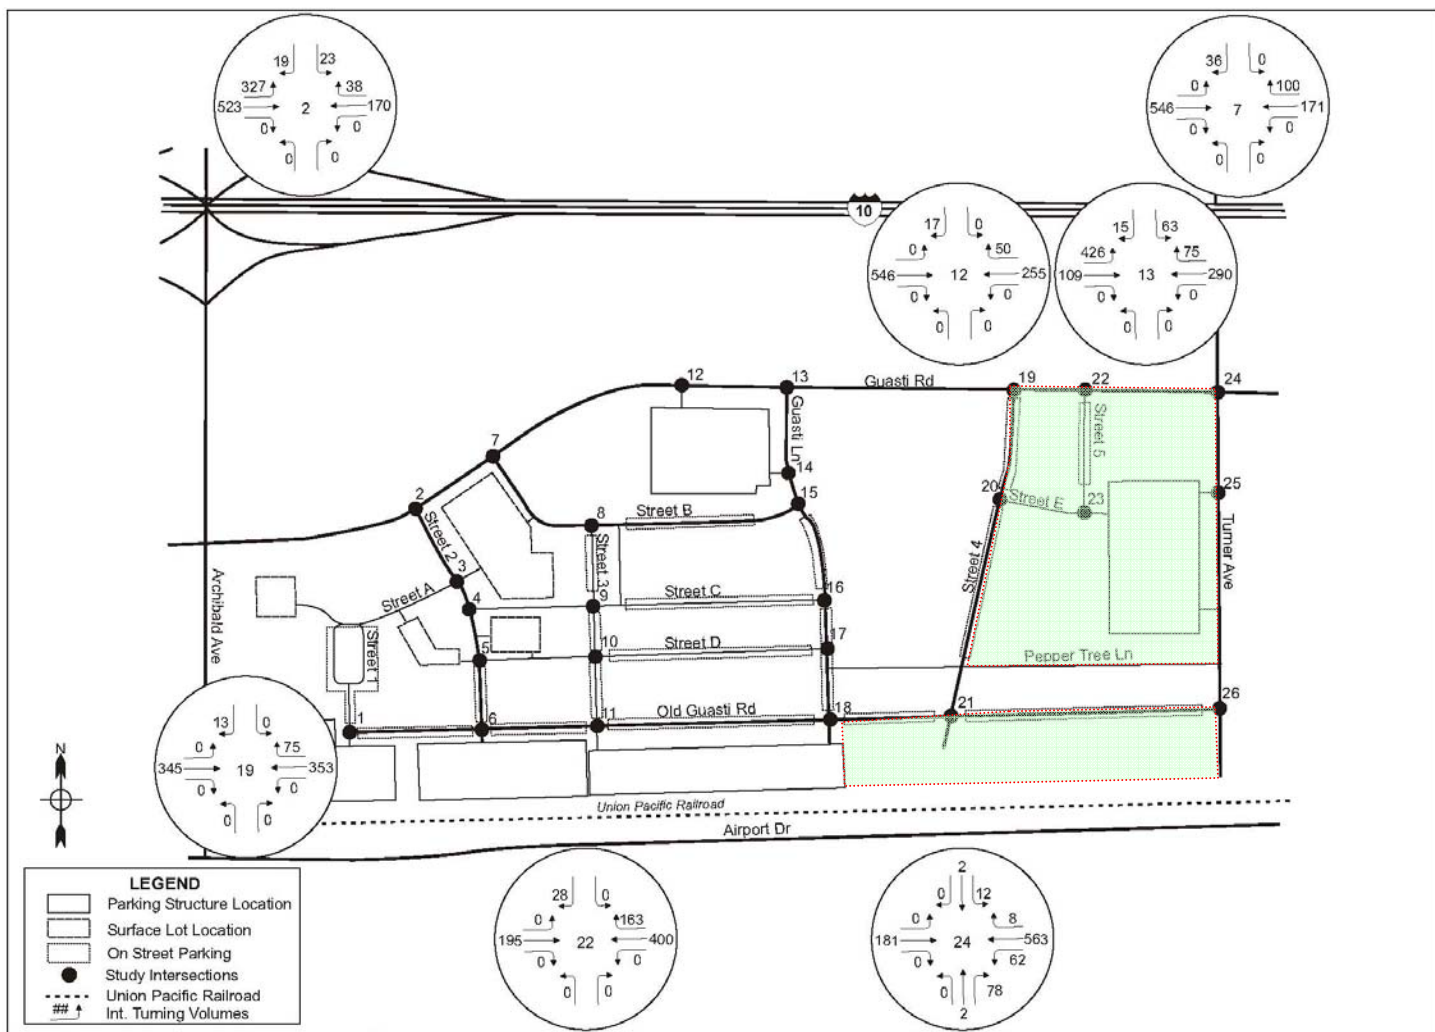 19 23
327 38
523 2 170
0 0
0 0
36 0
0 100
546 7 171
0 0
0 0
10
17 0
0 50
546 12 255
0 0
0 0
15 63
426 75
109 13 290
0 0
0 0
12
13
Guasti Rd
19
22
24
Guasti Ln
Street 5
7
14
2
15
20
Street E
23
25
8
Street B
Street 2
Street 3
Street 4
Turner Ave
3
Street A
4
9
Street C
16
Archibald Ave
Street 1
5
10
Street D
17
Pepper Tree Ln
1
6
11
Old Guasti Rd
18
21
26
13 0
0 75
345 19 353
0 0
0 0
N
Union Pacific Railroad
Airport Dr
LEGEND
Parking Structure Location
Surface Lot Location
On Street Parking
Study Intersections
Union Pacific Railroad
## Int. Turning Volumes
28 0
0 163
195 22 400
0 0
0 0
2
0 12
0 8
181 24 563
0 62
0 78
2